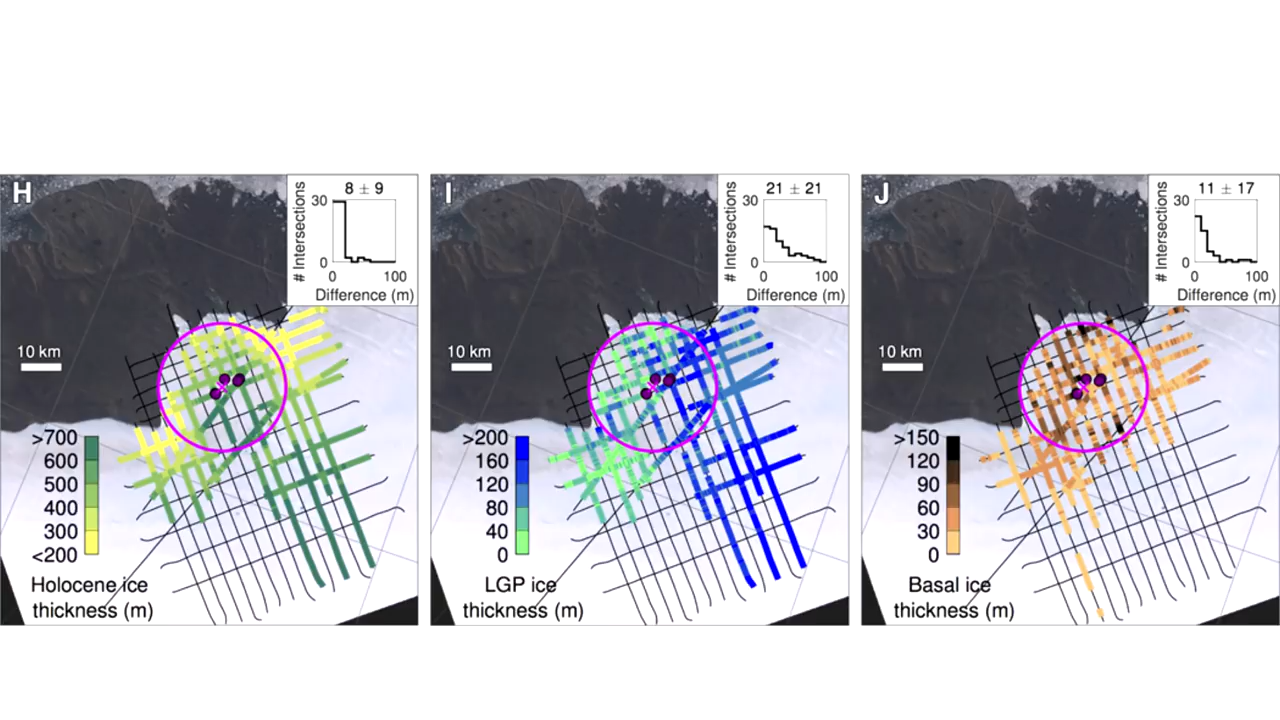 H
8 ± 9
30
# Intersections
0
0 100
Difference (m)
10 km
>700
600
500
400
300
<200
Holocene ice
thickness (m)
I
21 ± 21
30
# Intersections
0
0 100
Difference (m)
10 km
>200
160
120
80
40
0
LGP ice
thickness (m)
J
11 ± 17
30
# Intersections
0
0 100
Difference (m)
10 km
>150
120
90
60
30
0
Basal ice
thickness (m)